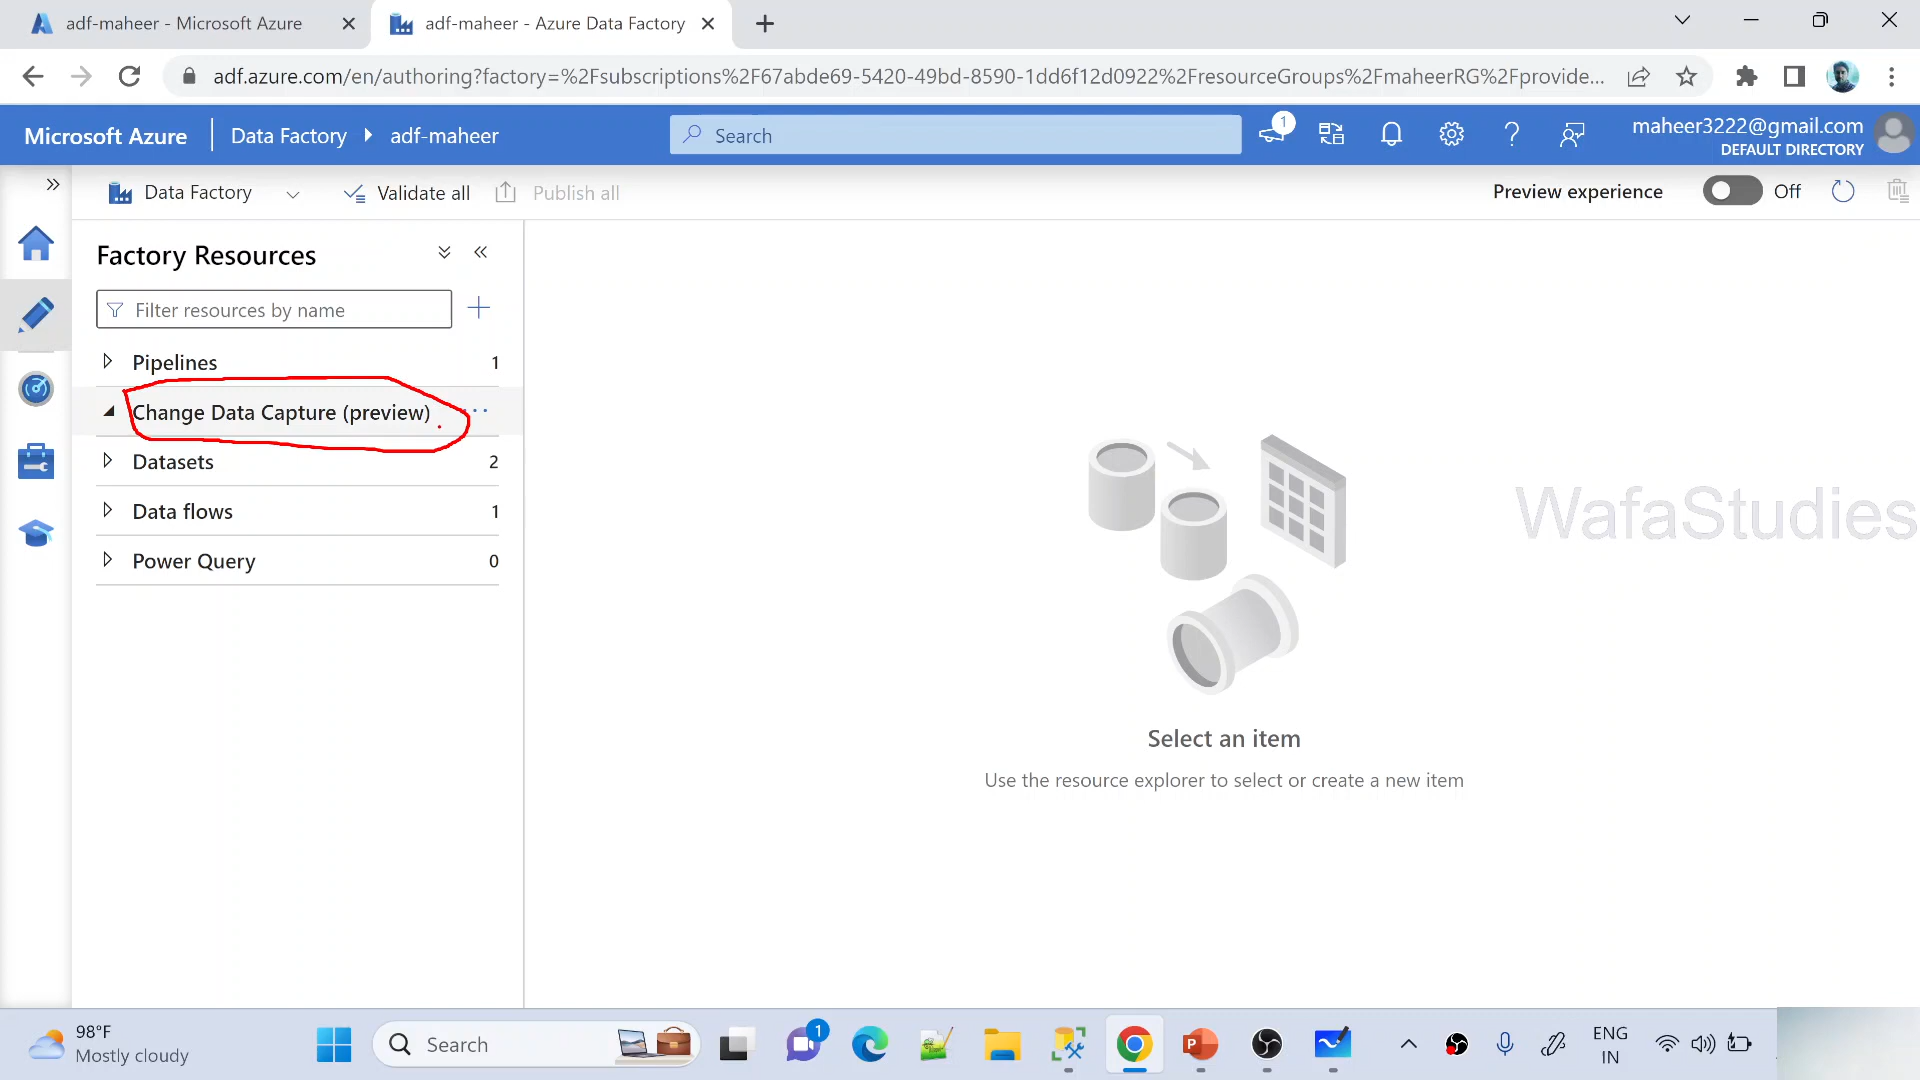 adf-maheer - Microsoft Azure
adf-maheer - Azure Data Factory
adf.azure.com/en/authoring?factory=%2Fsubscriptions%2F67abde69-5420-49bd-8590-1dd6f12d0922%2FresourceGroups%2FmaheerRG%2Fprovide...
Microsoft Azure
Data Factory
adf-maheer
Search
1
maheer3222@gmail.com
DEFAULT DIRECTORY
Data Factory
Validate all
Publish all
Preview experience
Off
Factory Resources
Filter resources by name
Pipelines 1
Change Data Capture (preview)
Datasets 2
Data flows 1
Power Query 0
WafaStudies
Select an item
Use the resource explorer to select or create a new item
98°F
Mostly cloudy
Search
1
ENG
IN